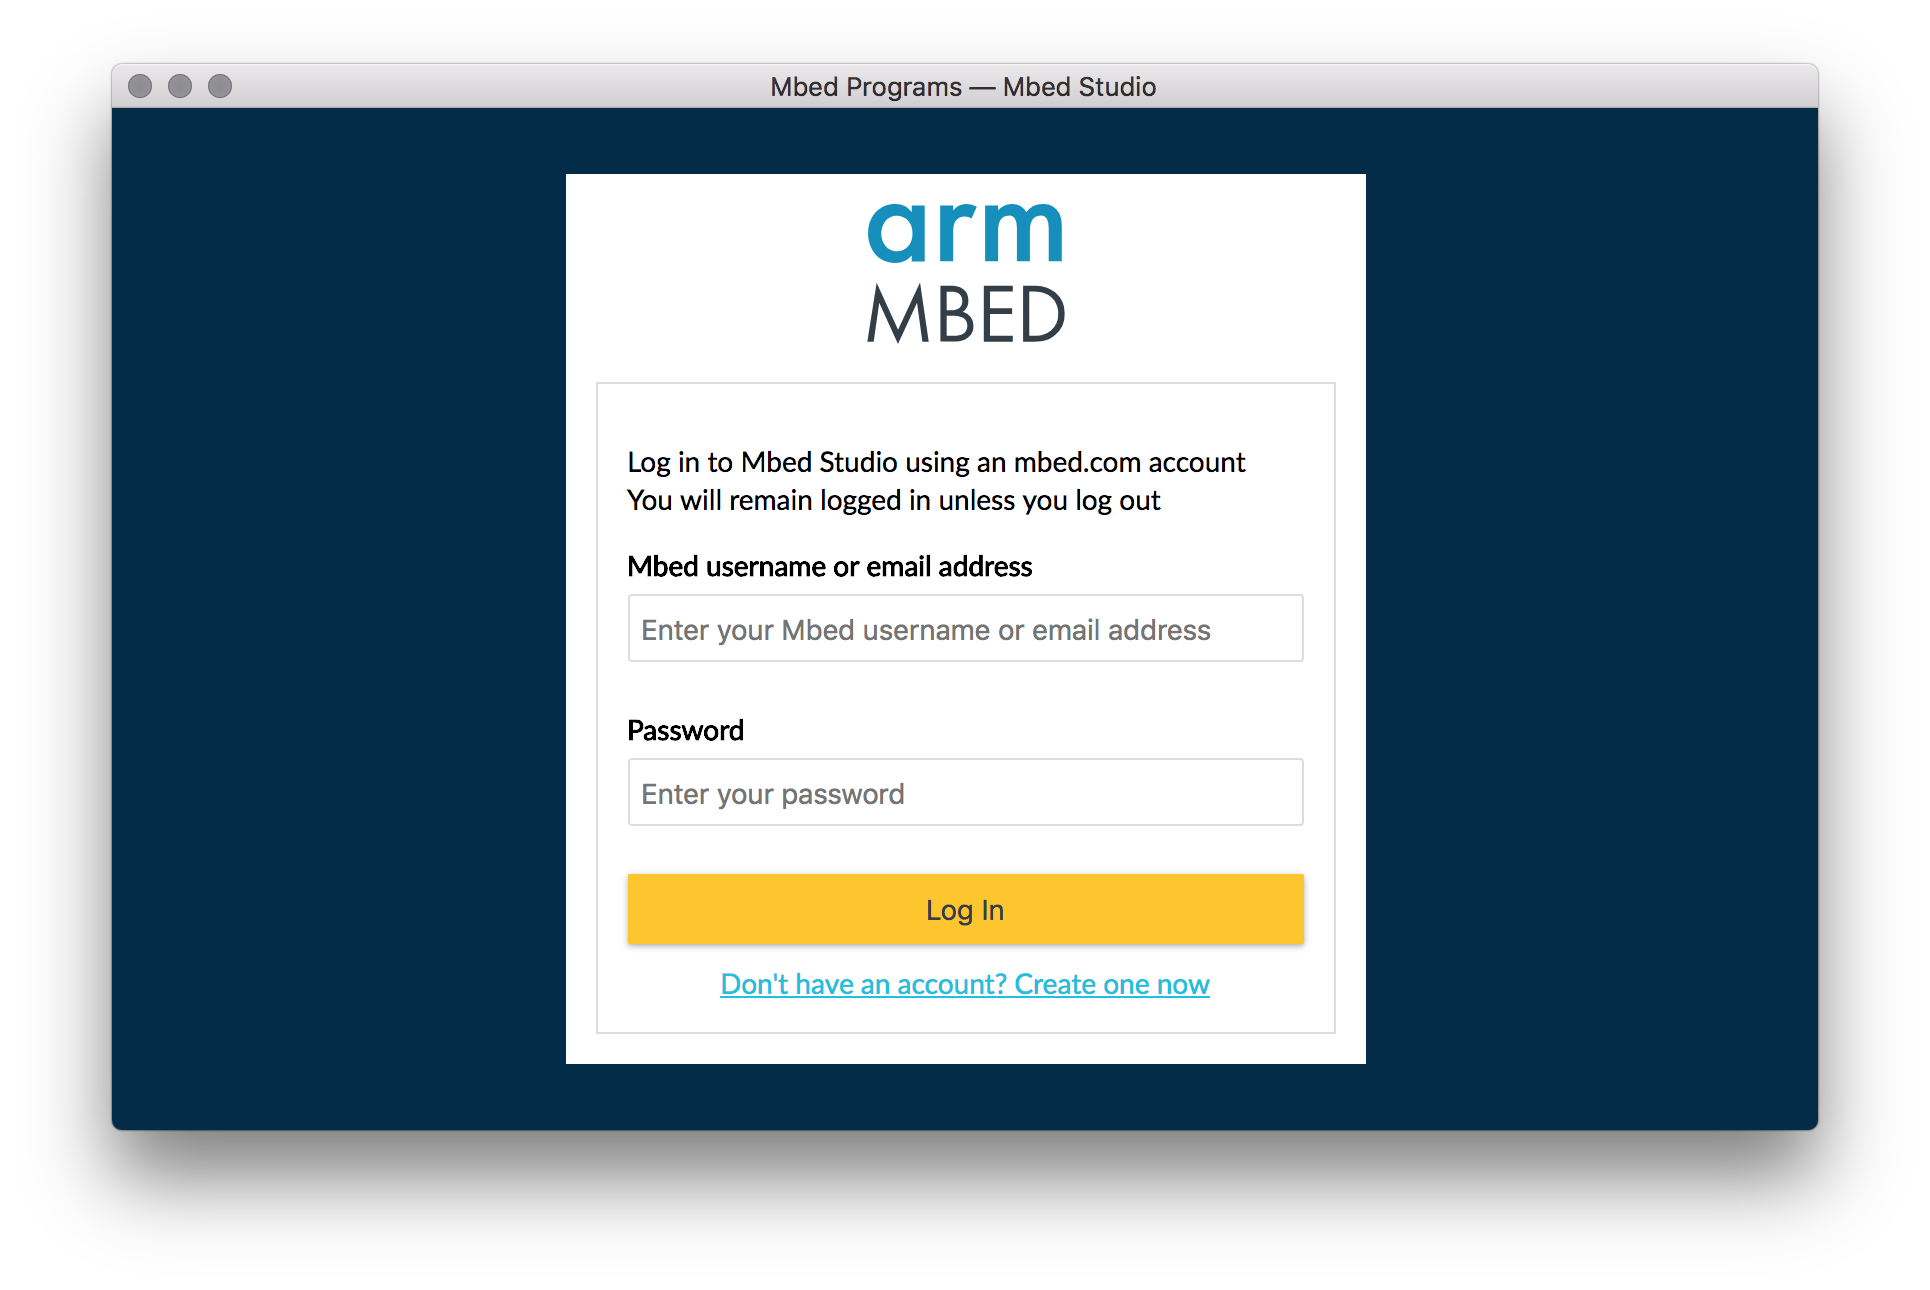 Mbed Programs — Mbed Studio
arm
MBED
Log in to Mbed Studio using an mbed.com account
You will remain logged in unless you log out
Mbed username or email address
Enter your Mbed username or email address
Password
Enter your password
Log In
Don't have an account? Create one now